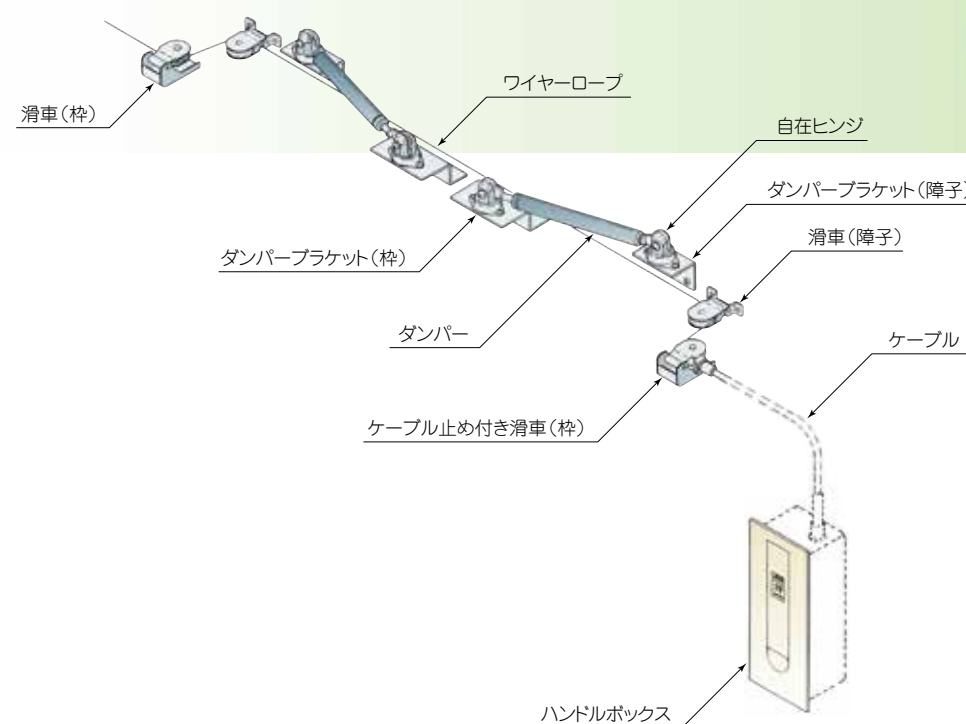 滑車（枠）
ワイヤーロープ
自在ヒンジ
ダンパーブラケット（障子）
滑車（障子）
ダンパーブラケット（枠）
ダンパー
ケーブル
ケーブル止め付き滑車（枠）
ハンドルボックス